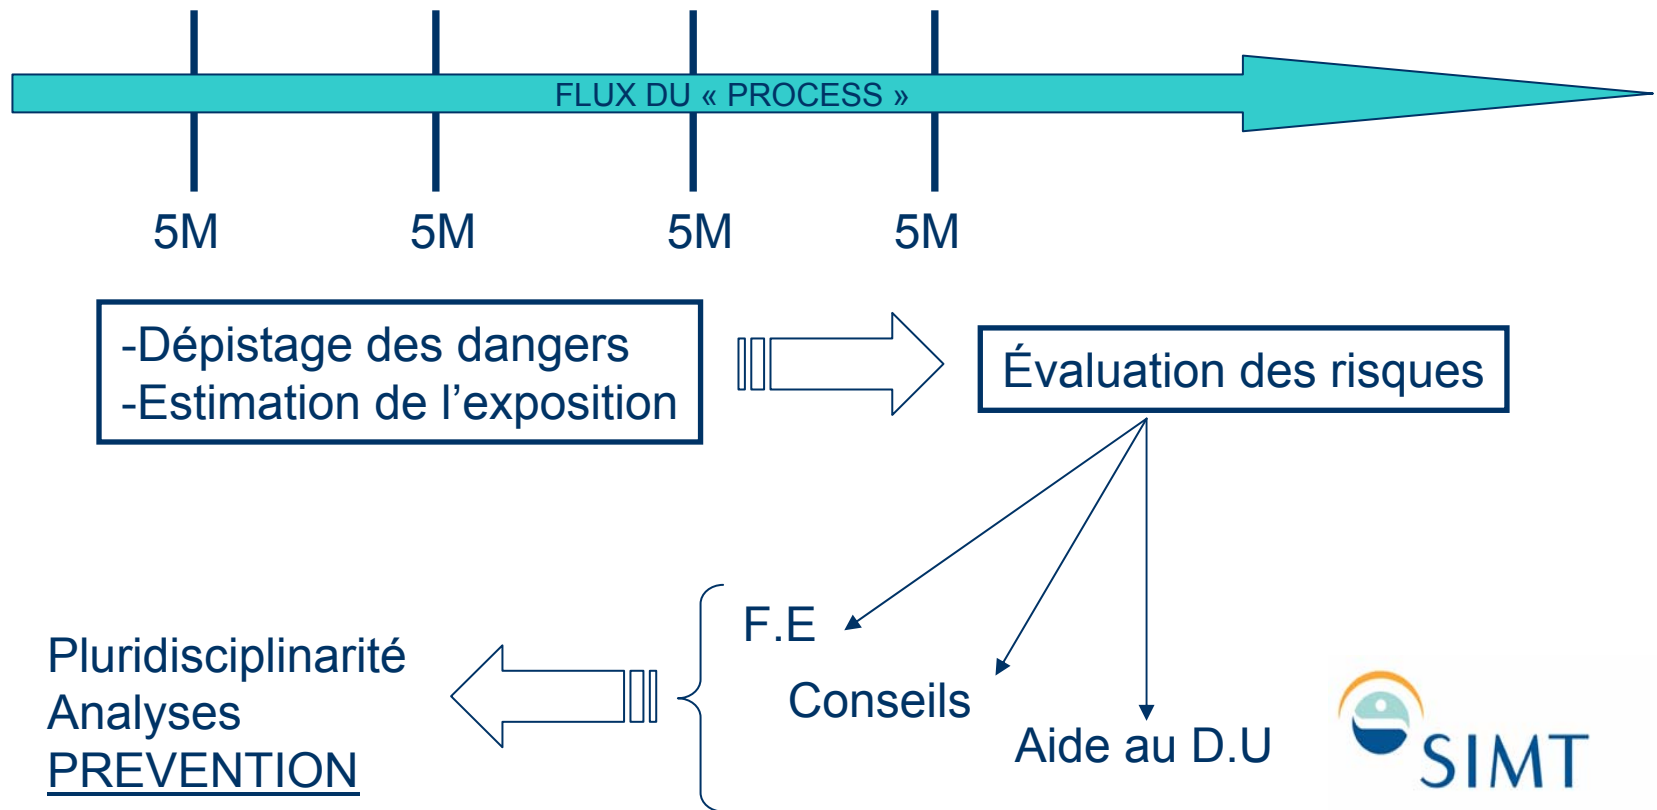 FLUX DU « PROCESS »
5M 5M 5M 5M
-Dépistage des dangers
-Estimation de l’exposition
Évaluation des risques
F.E
Conseils
Aide au D.U
Pluridisciplinarité
Analyses
PREVENTION
SIMT